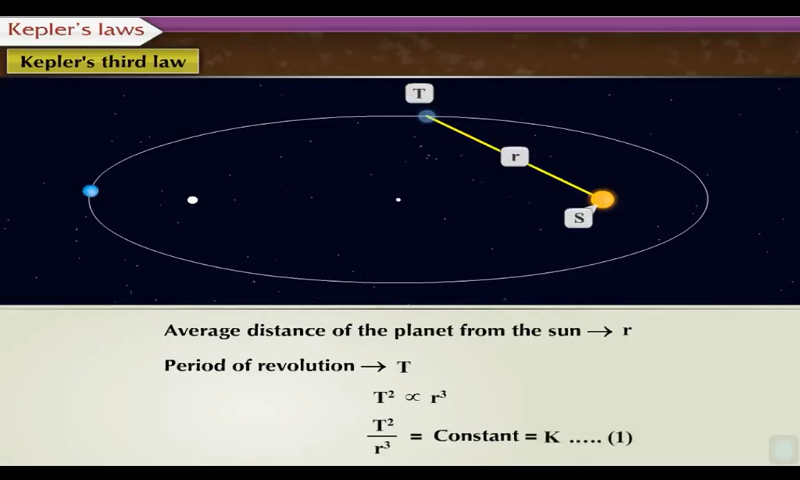 Kepler's laws
Kepler's third law
T
r
S
Average distance of the planet from the sun → r
Period of revolution → T
T² ∝ r³
T²/r³ = Constant = K ..... (1)